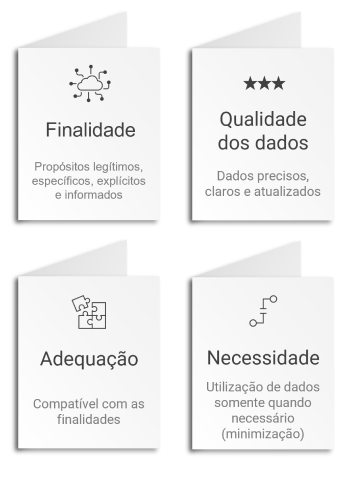 Finalidade
Propósitos legítimos,
específicos, explícitos
e informados
Qualidade
dos dados
Dados precisos,
claros e atualizados
Adequação
Compatível com as
finalidades
Necessidade
Utilização de dados
somente quando
necessário
(minimização)